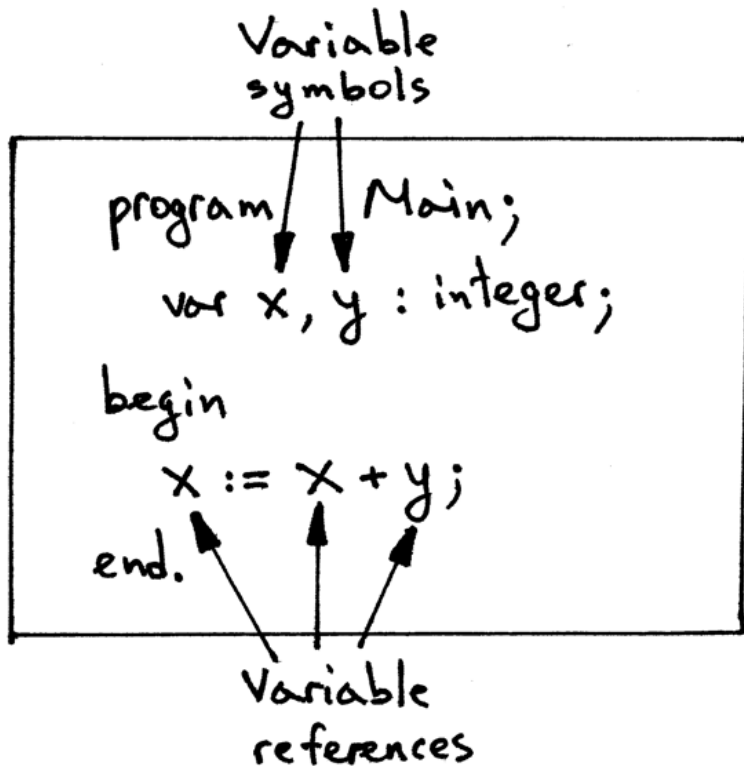 Variable
symbols
program Main;
var x, y : integer;
begin
x := x + y;
end.
Variable
references